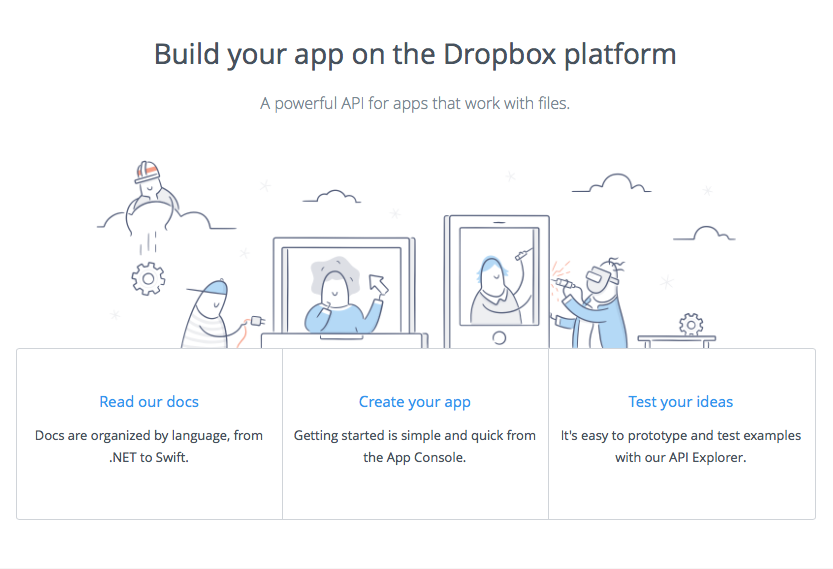 Build your app on the Dropbox platform
A powerful API for apps that work with files.
Read our docs
Docs are organized by language, from
.NET to Swift.
Create your app
Getting started is simple and quick from
the App Console.
Test your ideas
It's easy to prototype and test examples
with our API Explorer.